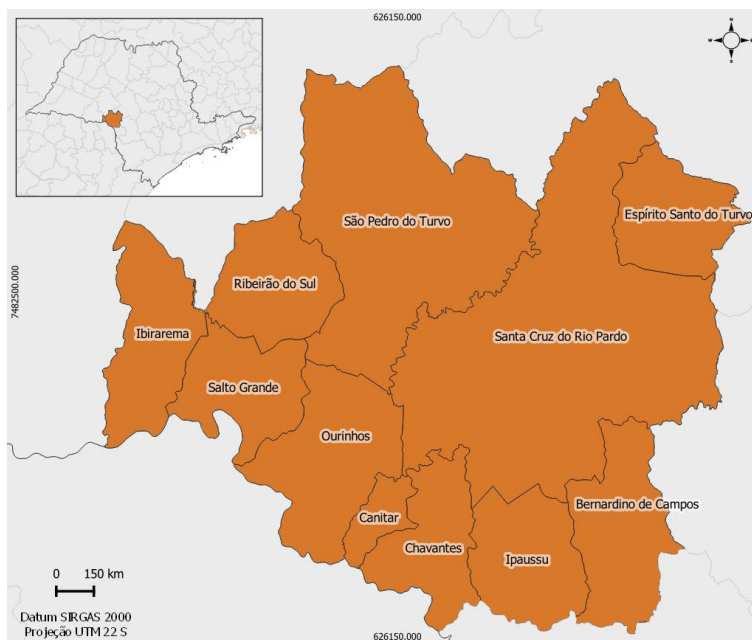 626150.000
N
W
S
São Pedro do Turvo
Espírito Santo do Turvo
Ribeirão do Sul
7482500.000
Ibirarema
Santa Cruz do Rio Pardo
Salto Grande
Ourinhos
Bernardino de Campos
Canitar
Chavantes
Ipaussu
0 150 km
Datum SIRGAS 2000
Projeção UTM 22 S
626150.000